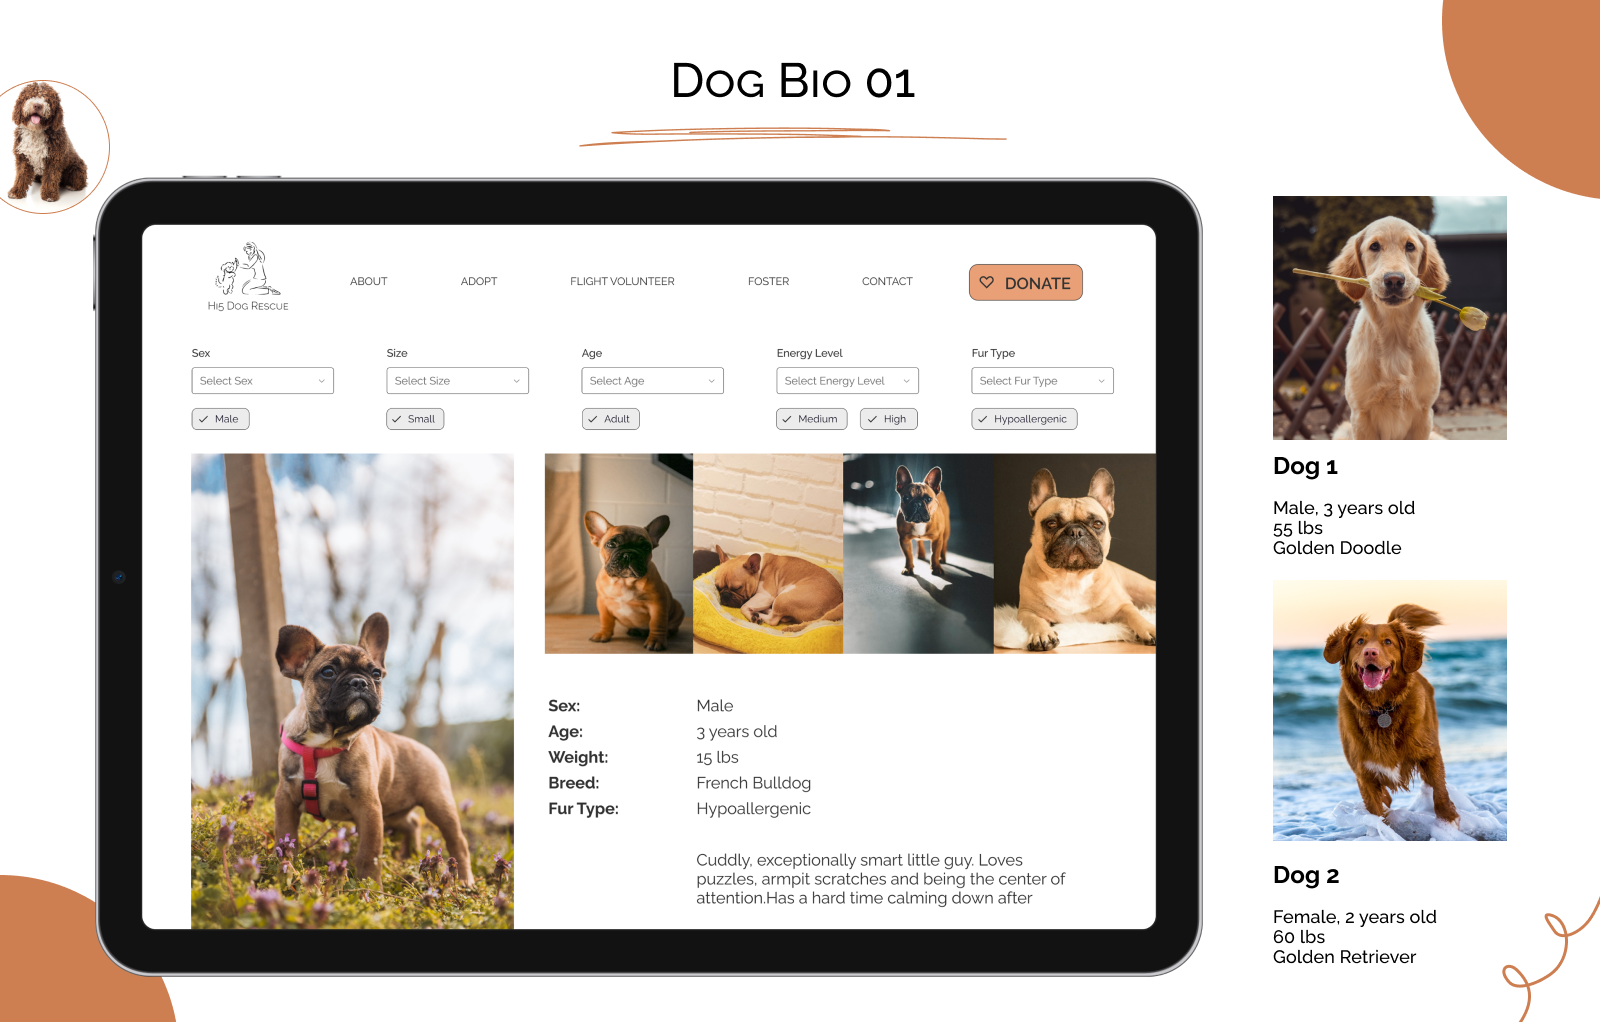 Dog Bio 01
Hi5 Dog Rescue
ABOUT
ADOPT
FLIGHT VOLUNTEER
FOSTER
CONTACT
DONATE
Sex
Size
Age
Energy Level
Fur Type
Select Sex
Select Size
Select Age
Select Energy Level
Select Fur Type
Male
Small
Adult
Medium
High
Hypoallergenic
Sex: Male
Age: 3 years old
Weight: 15 lbs
Breed: French Bulldog
Fur Type: Hypoallergenic
Cuddly, exceptionally smart little guy. Loves
puzzles, armpit scratches and being the center of
attention.Has a hard time calming down after
Dog 1
Male, 3 years old
55 lbs
Golden Doodle
Dog 2
Female, 2 years old
60 lbs
Golden Retriever